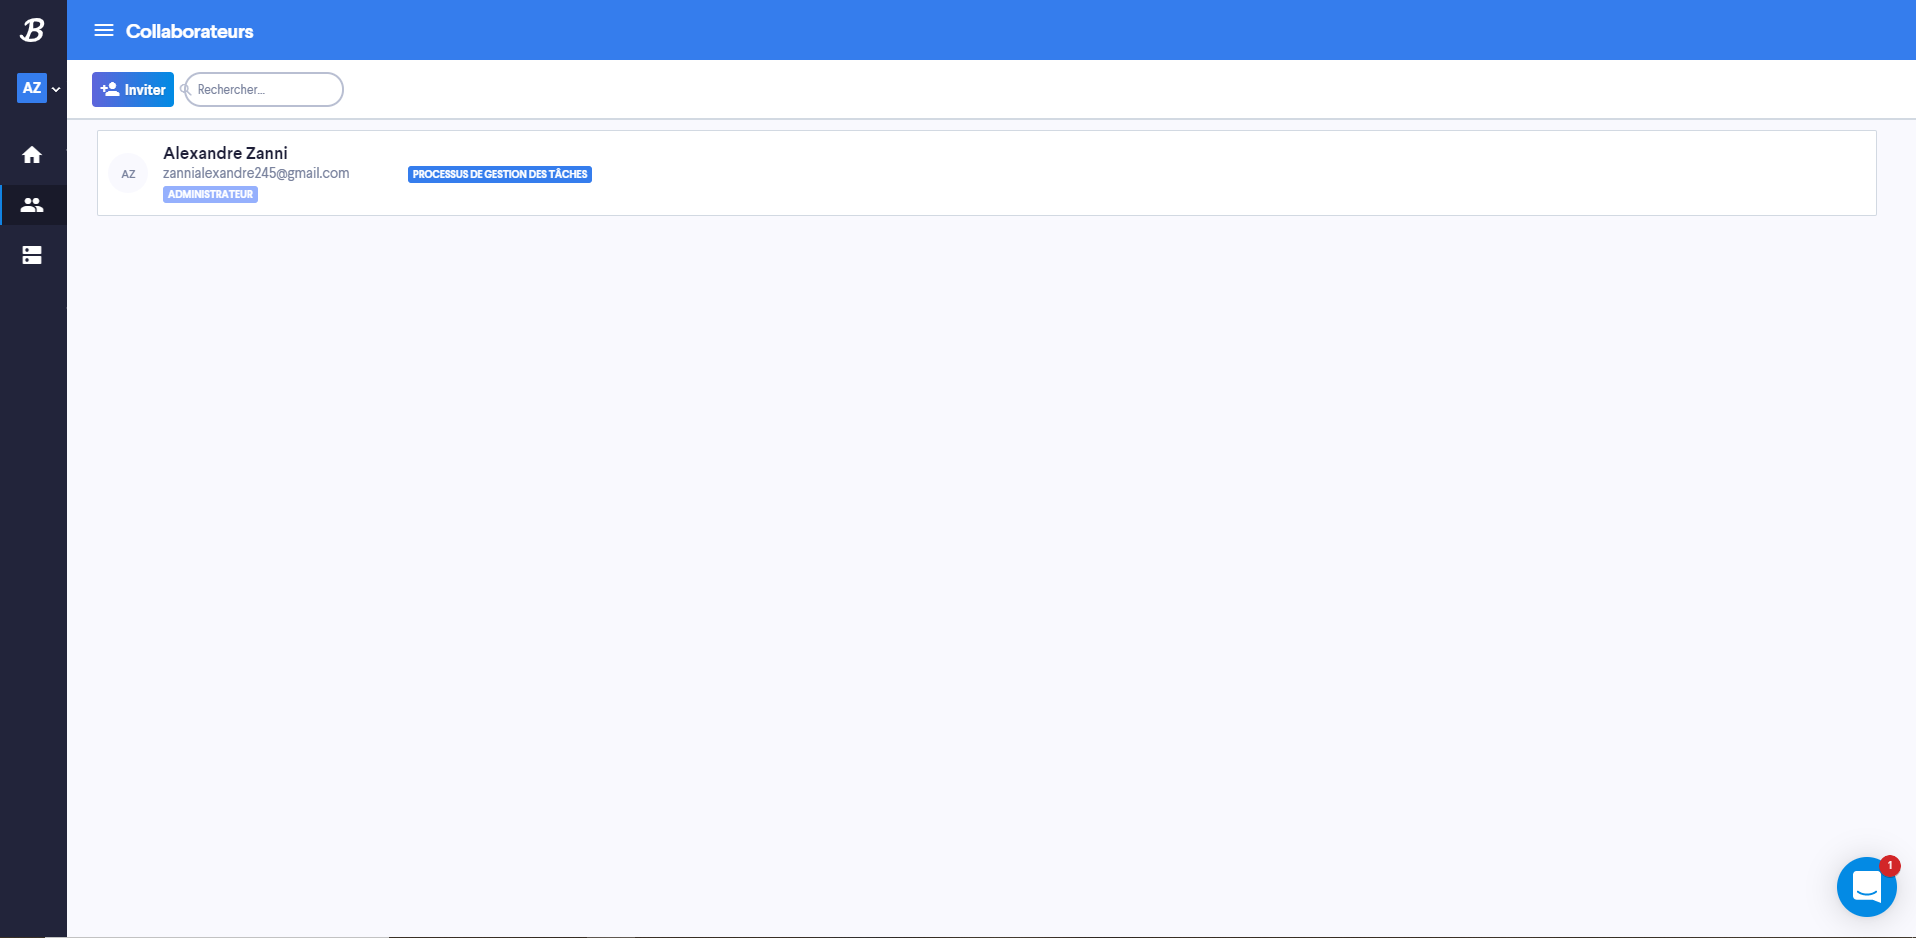 B
Collaborateurs
AZ
Inviter
Rechercher...
AZ
Alexandre Zanni
zannialexandre245@gmail.com
ADMINISTRATEUR
PROCESSUS DE GESTION DES TÂCHES
1